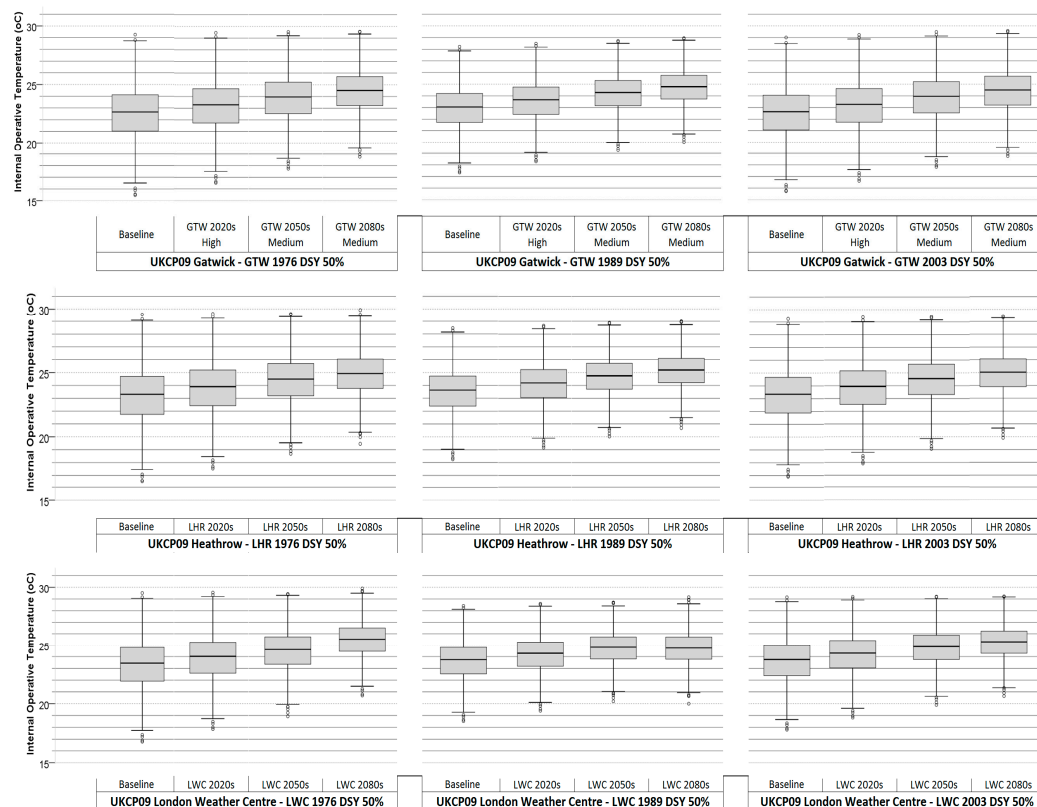 Internal Operative Temperature (oC)
30
25
20
15
Baseline
GTW 2020s
High
GTW 2050s
Medium
GTW 2080s
Medium
UKCP09 Gatwick - GTW 1976 DSY 50%
Baseline
GTW 2020s
High
GTW 2050s
Medium
GTW 2080s
Medium
UKCP09 Gatwick - GTW 1989 DSY 50%
Baseline
GTW 2020s
High
GTW 2050s
Medium
GTW 2080s
Medium
UKCP09 Gatwick - GTW 2003 DSY 50%
Internal Operative Temperature (oC)
30
25
20
15
Baseline LHR 2020s LHR 2050s LHR 2080s
UKCP09 Heathrow - LHR 1976 DSY 50%
Baseline LHR 2020s LHR 2050s LHR 2080s
UKCP09 Heathrow - LHR 1989 DSY 50%
Baseline LHR 2020s LHR 2050s LHR 2080s
UKCP09 Heathrow - LHR 2003 DSY 50%
Internal Operative Temperature (oC)
30
25
20
15
Baseline LWC 2020s LWC 2050s LWC 2080s
UKCP09 London Weather Centre - LWC 1976 DSY 50%
Baseline LWC 2020s LWC 2050s LWC 2080s
UKCP09 London Weather Centre - LWC 1989 DSY 50%
Baseline LWC 2020s LWC 2050s LWC 2080s
UKCP09 London Weather Centre - LWC 2003 DSY 50%